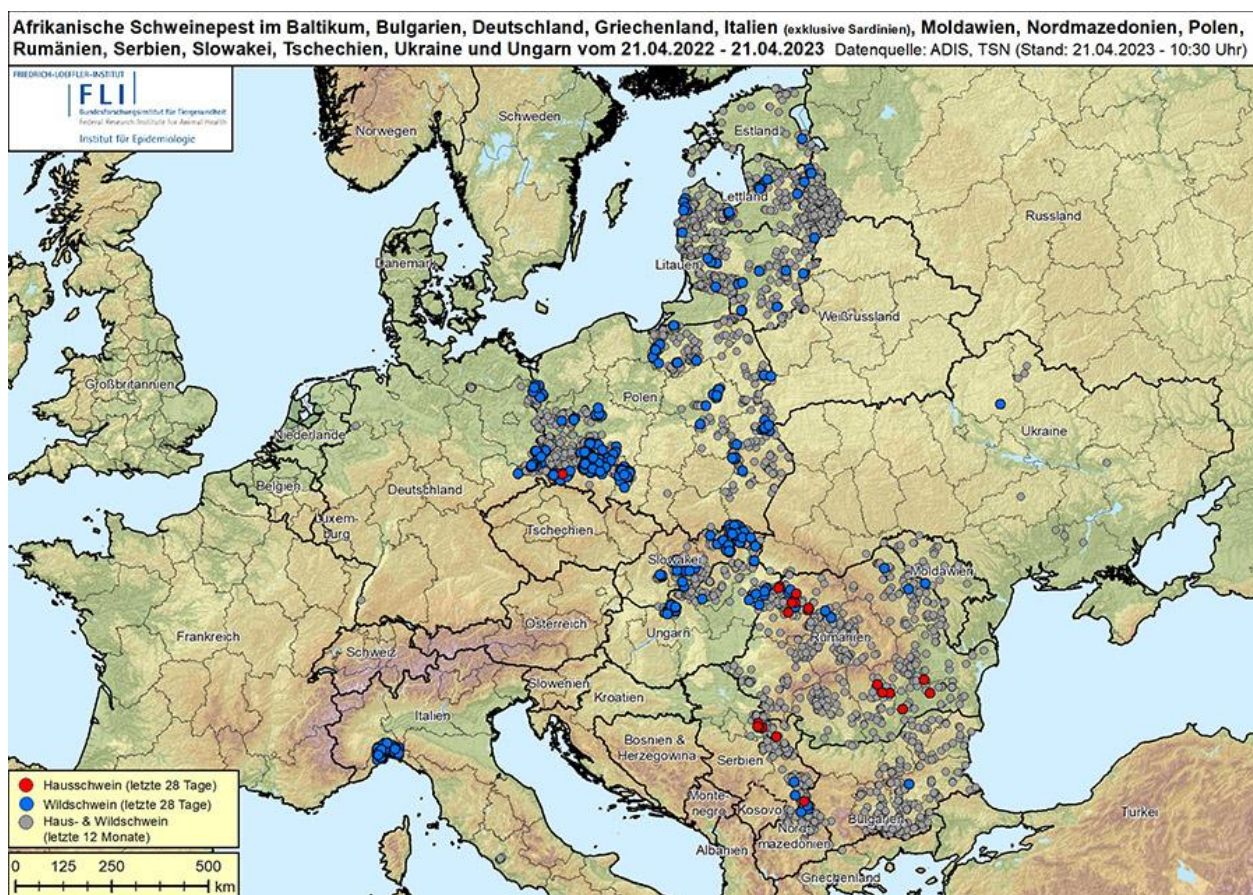 Afrikanische Schweinepest im Baltikum, Bulgarien, Deutschland, Griechenland, Italien (exklusive Sardinien), Moldawien, Nordmazedonien, Polen,
Rumänien, Serbien, Slowakei, Tschechien, Ukraine und Ungarn vom 21.04.2022 - 21.04.2023 Datenquelle: ADIS, TSN (Stand: 21.04.2023 - 10:30 Uhr)
FRIEDRICH-LOEFFLER-INSTITUT
FLI
Bundesforschungsinstitut für Tiergesundheit
Federal Research Institute for Animal Health
Institut für Epidemiologie
Norwegen
Schweden
Estland
Lettland
Russland
Dänemark
Litauen
Weißrussland
Großbritannien
Niederlande
Polen
Ukraine
Belgien
Deutschland
Luxem-
burg
Tschechien
Slowakei
Moldawien
Frankreich
Österreich
Ungarn
Rumänien
Schweiz
Slowenien
Kroatien
Italien
Bosnien &
Herzegowina
Serbien
Monte-
negro
Kosovo
Bulgarien
Türkei
Nord-
mazedonien
Albanien
Griechenland
Hausschwein (letzte 28 Tage)
Wildschwein (letzte 28 Tage)
Haus- & Wildschwein
(letzte 12 Monate)
0 125 250 500
km